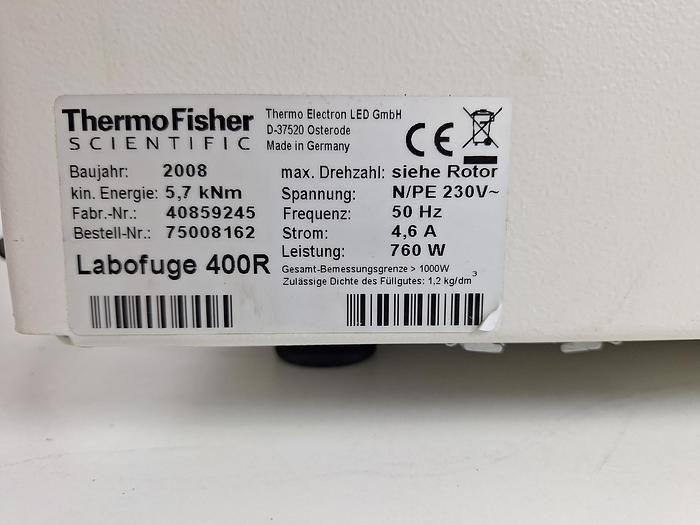 ThermoFisher
SCIENTIFIC
Thermo Electron LED GmbH
D-37520 Osterode
Made in Germany
CE
Baujahr: 2008
kin. Energie: 5,7 kNm
Fabr.-Nr.: 40859245
Bestell-Nr.: 75008162
Labofuge 400R
max. Drehzahl: siehe Rotor
Spannung: N/PE 230V~
Frequenz: 50 Hz
Strom: 4,6 A
Leistung: 760 W
Gesamt-Bemessungsgrenze > 1000W
Zulässige Dichte des Füllgutes: 1,2 kg/dm³